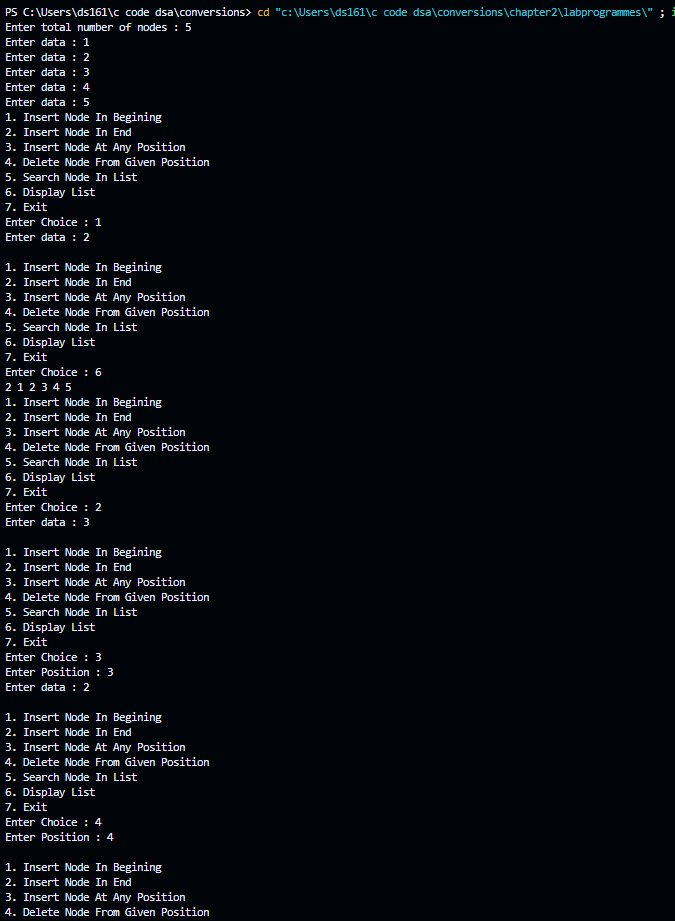 PS C:\Users\ds161\c code dsa\conversions> cd "c:\Users\ds161\c code dsa\conversions\chapter2\labprogrammes\" ; i
Enter total number of nodes : 5
Enter data : 1
Enter data : 2
Enter data : 3
Enter data : 4
Enter data : 5
1. Insert Node In Begining
2. Insert Node In End
3. Insert Node At Any Position
4. Delete Node From Given Position
5. Search Node In List
6. Display List
7. Exit
Enter Choice : 1
Enter data : 2
1. Insert Node In Begining
2. Insert Node In End
3. Insert Node At Any Position
4. Delete Node From Given Position
5. Search Node In List
6. Display List
7. Exit
Enter Choice : 6
2 1 2 3 4 5
1. Insert Node In Begining
2. Insert Node In End
3. Insert Node At Any Position
4. Delete Node From Given Position
5. Search Node In List
6. Display List
7. Exit
Enter Choice : 2
Enter data : 3
1. Insert Node In Begining
2. Insert Node In End
3. Insert Node At Any Position
4. Delete Node From Given Position
5. Search Node In List
6. Display List
7. Exit
Enter Choice : 3
Enter Position : 3
Enter data : 2
1. Insert Node In Begining
2. Insert Node In End
3. Insert Node At Any Position
4. Delete Node From Given Position
5. Search Node In List
6. Display List
7. Exit
Enter Choice : 4
Enter Position : 4
1. Insert Node In Begining
2. Insert Node In End
3. Insert Node At Any Position
4. Delete Node From Given Position